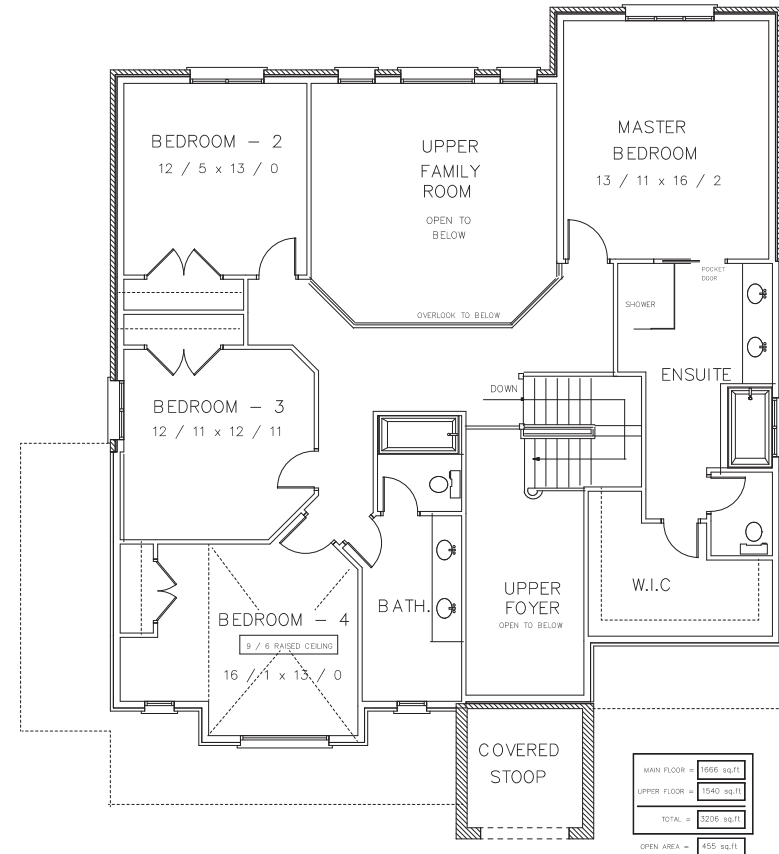 BEDROOM - 2
12 / 5 x 13 / 0
UPPER
FAMILY
ROOM
OPEN TO
BELOW
MASTER
BEDROOM
13 / 11 x 16 / 2
POCKET
DOOR
SHOWER
OVERLOOK TO BELOW
ENSUITE
DOWN
BEDROOM - 3
12 / 11 x 12 / 11
BEDROOM - 4
9 / 6 RAISED CEILING
16 / 1 x 13 / 0
BATH.
UPPER
FOYER
OPEN TO BELOW
W.I.C
COVERED
STOOP
MAIN FLOOR = 1666 sq.ft
UPPER FLOOR = 1540 sq.ft
TOTAL = 3206 sq.ft
OPEN AREA = 455 sq.ft